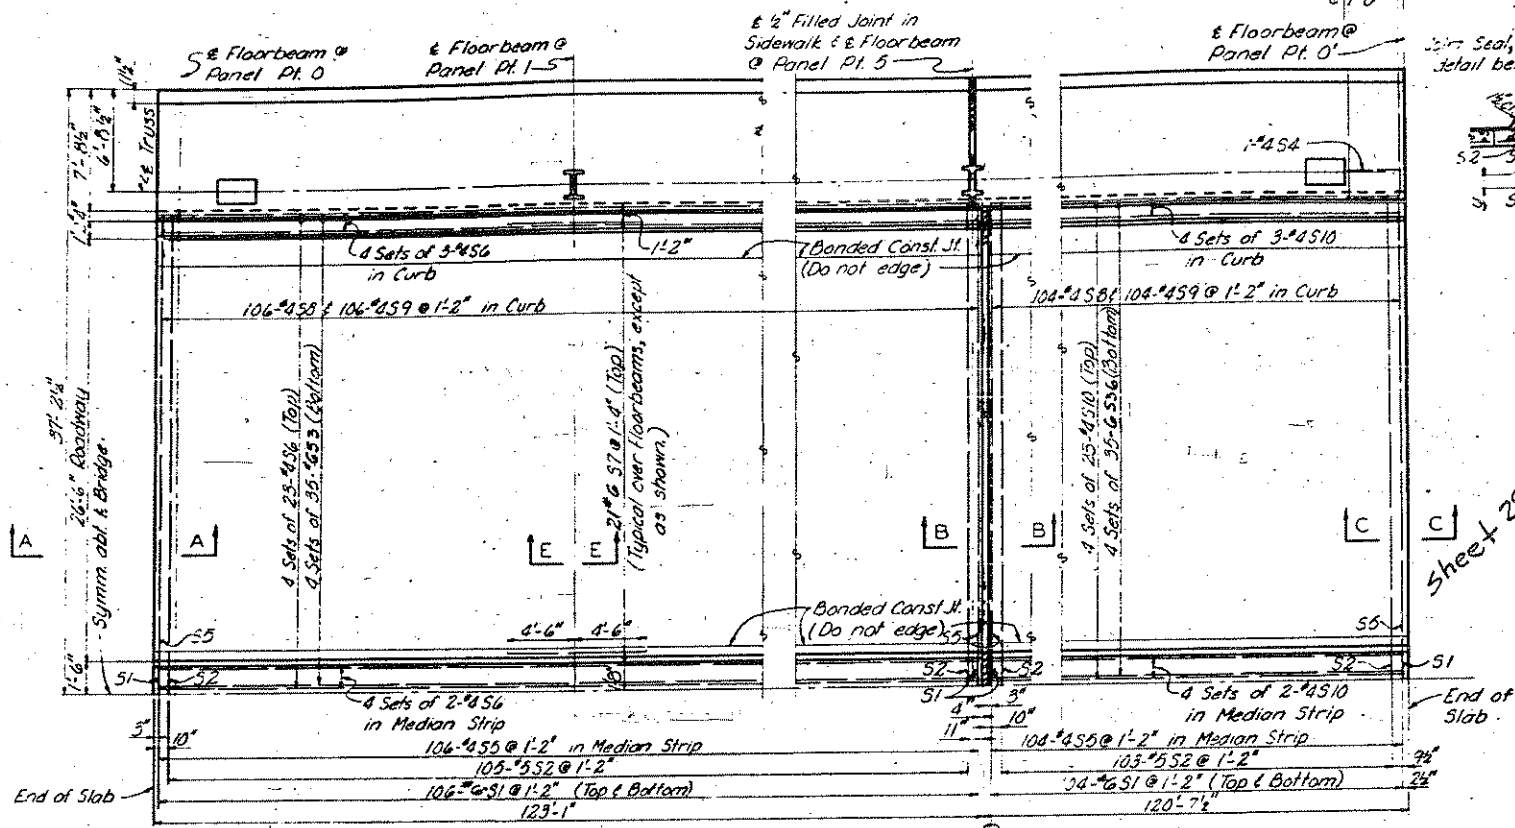 ℄ ½" Filled Joint in
Sidewalk & ℄ Floorbeam
@ Panel Pt. 5
℄ Floorbeam @
Panel Pt. 0
℄ Floorbeam @
Panel Pt. 1
℄ Floorbeam @
Panel Pt. 0'
Seal,
detail
11½"
℄ Truss
6'-8½"
7'-8½"
1'-4"
1-#4S4
S2
4 Sets of 3-#4S6
in Curb
1'-2"
Bonded Const. Jt.
(Do not edge)
4 Sets of 3-#4S10
in Curb
106-#4S8 & 106-#4S9 @ 1'-2" in Curb
104-#4S8 & 104-#4S9 @ 1'-2" in Curb
37'-2½"
26'-6" Roadway
Symm. abt. ℄ Bridge.
4 Sets of 23-#4S6 (Top)
4 Sets of 35-#6S3 (Bottom)
21-#6 S7 @ 1'-4" (Top)
(Typical over floorbeams, except
as shown.)
4 Sets of 23-#4S10 (Top)
4 Sets of 35-#6S36 (Bottom)
A
A
E
E
B
B
C
C
Sheet
Bonded Const. Jt.
(Do not edge)
S5
4'-6"
4'-6"
S5
S5
1'-6"
S1
S2
S2
S2
S2
S1
S1
4 Sets of 2-#4S6
in Median Strip
4 Sets of 2-#4S10
in Median Strip
End of
Slab
3"
10"
4"
3"
11"
10"
106-#4S5 @ 1'-2" in Median Strip
104-#4S5 @ 1'-2" in Median Strip
105-#5S2 @ 1'-2"
103-#5S2 @ 1'-2"
9½"
End of Slab
106-#6S1 @ 1'-2" (Top & Bottom)
04-#6S1 @ 1'-2" (Top & Bottom)
2½"
123'-1"
120'-7½"